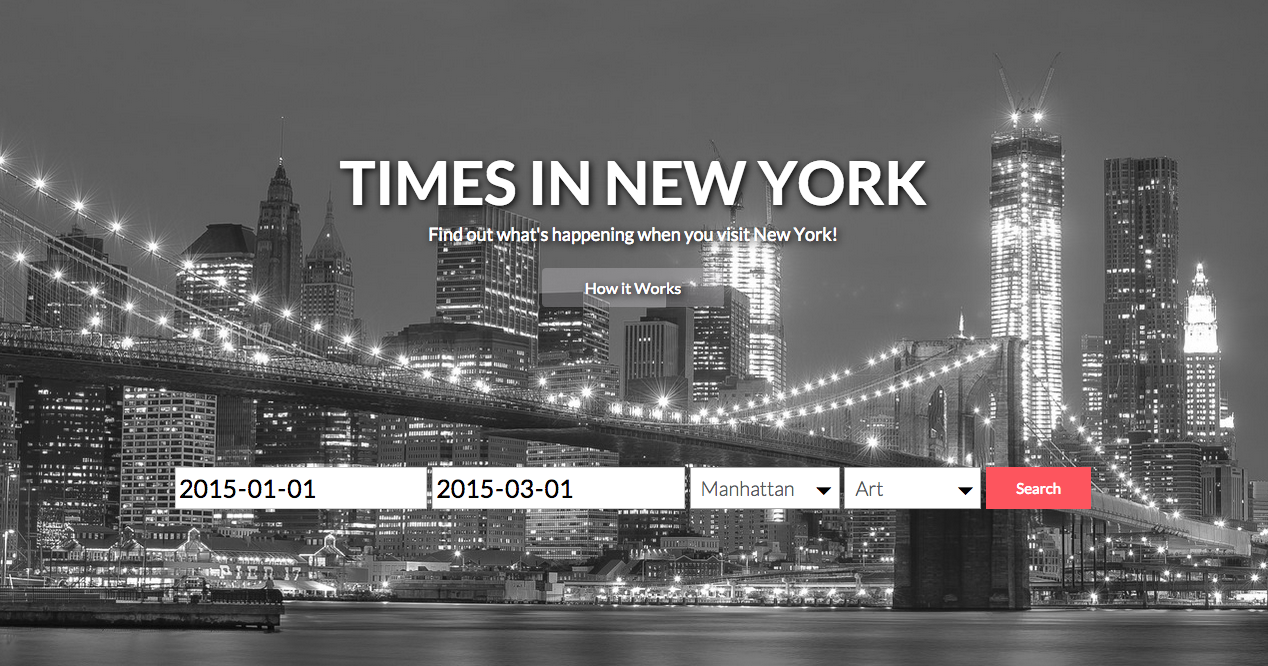 TIMES IN NEW YORK
Find out what's happening when you visit New York!
How it Works
2015-01-01 2015-03-01 Manhattan Art Search